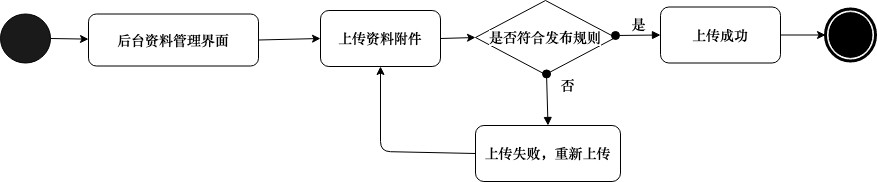 后台资料管理界面
上传资料附件
是否符合发布规则
是
上传成功
否
上传失败，重新上传